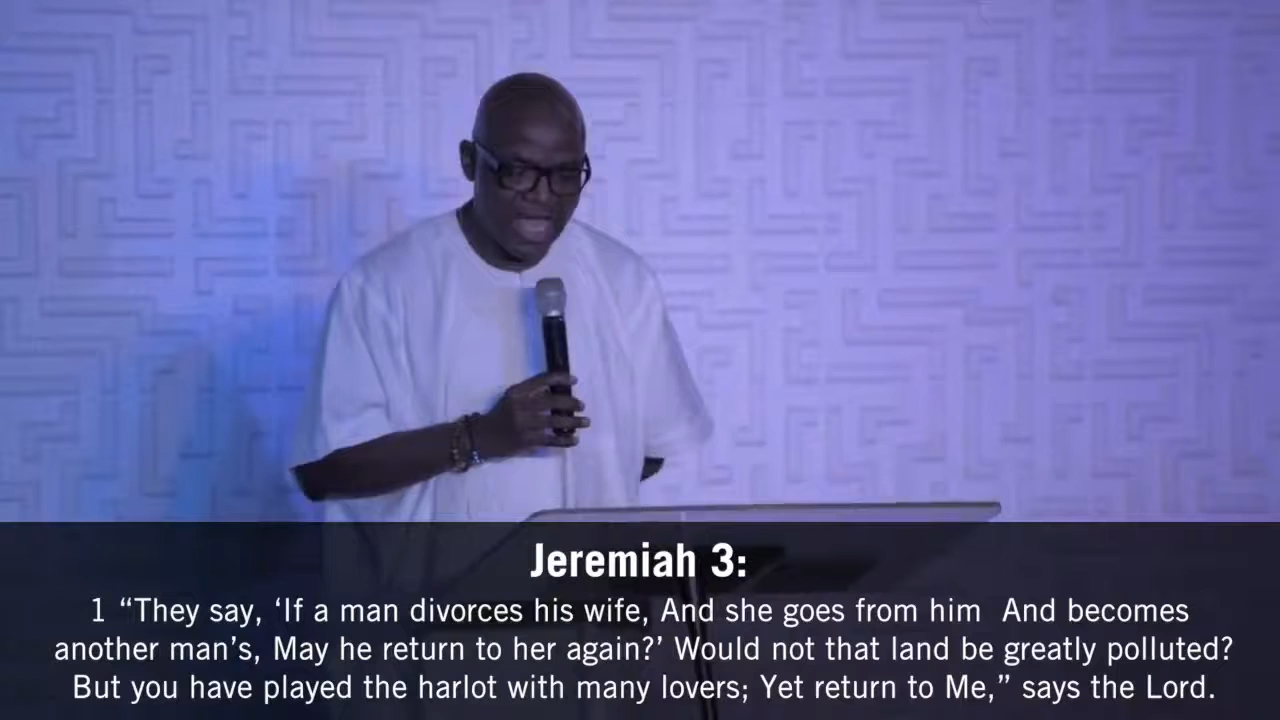 Jeremiah 3:
1 “They say, ‘If a man divorces his wife, And she goes from him  And becomes
another man’s, May he return to her again?’ Would not that land be greatly polluted?
But you have played the harlot with many lovers; Yet return to Me,” says the Lord.